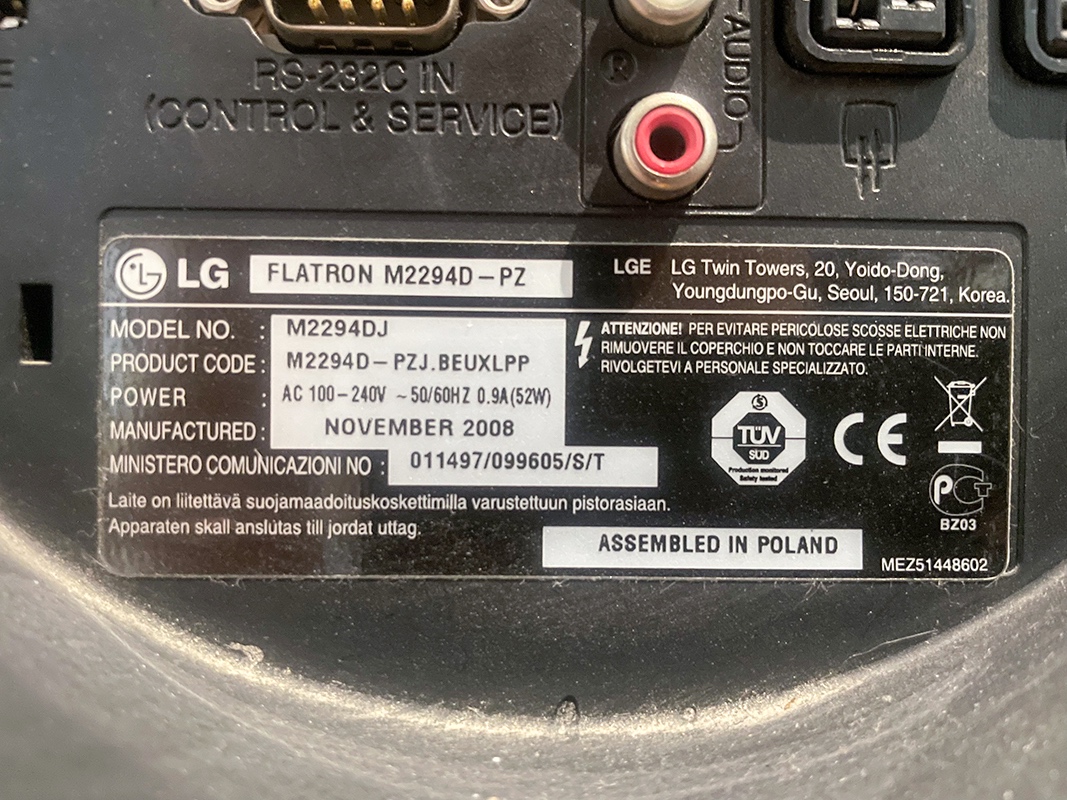 E
RS-232C IN
(CONTROL & SERVICE)
R
AUDIO
LG
FLATRON M2294D-PZ
LGE LG Twin Towers, 20, Yoido-Dong,
Youngdungpo-Gu, Seoul, 150-721, Korea.
MODEL NO. : M2294DJ
PRODUCT CODE : M2294D-PZJ.BEUXLPP
POWER : AC 100-240V ~50/60HZ 0.9A(52W)
MANUFACTURED : NOVEMBER 2008
MINISTERO COMUNICAZIONI NO : 011497/099605/S/T
ATTENZIONE! PER EVITARE PERICOLOSE SCOSSE ELETTRICHE NON
RIMUOVERE IL COPERCHIO E NON TOCCARE LE PARTI INTERNE.
RIVOLGETEVI A PERSONALE SPECIALIZZATO.
TÜV
SÜD
Production monitored
Safety tested
CE
PCT
BZ03
Laite on liitettävä suojamaadoituskoskettimilla varustettuun pistorasiaan.
Apparaten skall anslutas till jordat uttag.
ASSEMBLED IN POLAND
MEZ51448602